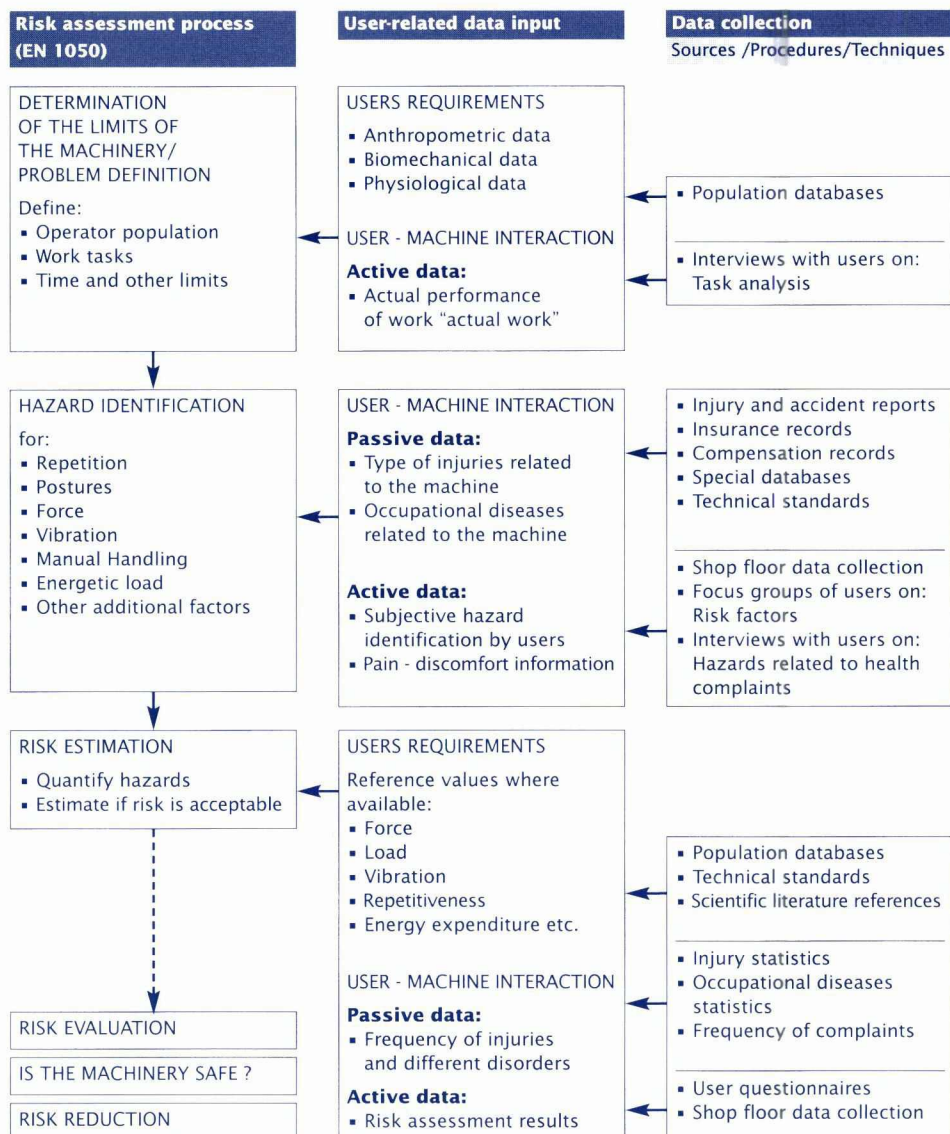 Risk assessment process
(EN 1050)
User-related data input
Data collection
Sources /Procedures/Techniques
DETERMINATION
OF THE LIMITS OF
THE MACHINERY/
PROBLEM DEFINITION
Define:
▪ Operator population
▪ Work tasks
▪ Time and other limits
USERS REQUIREMENTS
▪ Anthropometric data
▪ Biomechanical data
▪ Physiological data
USER - MACHINE INTERACTION
Active data:
▪ Actual performance
of work “actual work”
▪ Population databases
▪ Interviews with users on:
Task analysis
HAZARD IDENTIFICATION
for:
▪ Repetition
▪ Postures
▪ Force
▪ Vibration
▪ Manual Handling
▪ Energetic load
▪ Other additional factors
USER - MACHINE INTERACTION
Passive data:
▪ Type of injuries related
to the machine
▪ Occupational diseases
related to the machine
Active data:
▪ Subjective hazard
identification by users
▪ Pain - discomfort information
▪ Injury and accident reports
▪ Insurance records
▪ Compensation records
▪ Special databases
▪ Technical standards
▪ Shop floor data collection
▪ Focus groups of users on:
Risk factors
▪ Interviews with users on:
Hazards related to health
complaints
RISK ESTIMATION
▪ Quantify hazards
▪ Estimate if risk is acceptable
USERS REQUIREMENTS
Reference values where
available:
▪ Force
▪ Load
▪ Vibration
▪ Repetitiveness
▪ Energy expenditure etc.
USER - MACHINE INTERACTION
Passive data:
▪ Frequency of injuries
and different disorders
Active data:
▪ Risk assessment results
▪ Population databases
▪ Technical standards
▪ Scientific literature references
▪ Injury statistics
▪ Occupational diseases
statistics
▪ Frequency of complaints
▪ User questionnaires
▪ Shop floor data collection
RISK EVALUATION
IS THE MACHINERY SAFE ?
RISK REDUCTION